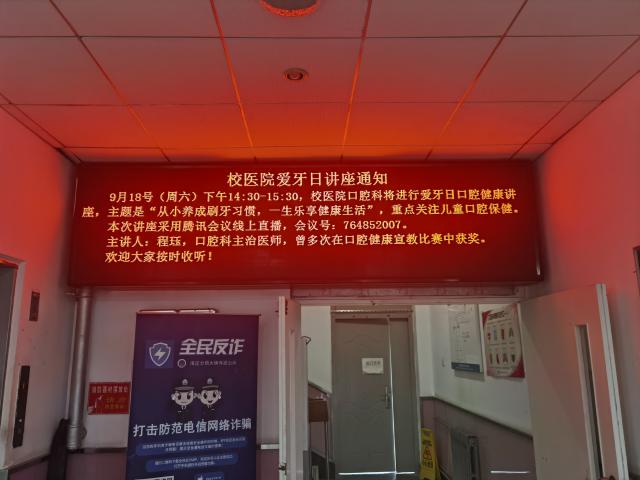 校医院爱牙日讲座通知
9月18号（周六）下午14:30-15:30，校医院口腔科将进行爱牙日口腔健康讲
座，主题是“从小养成刷牙习惯，一生乐享健康生活”，重点关注儿童口腔保健。
本次讲座采用腾讯会议线上直播，会议号：764852007。
主讲人：程珏，口腔科主治医师，曾多次在口腔健康宣教比赛中获奖。
欢迎大家按时收听！
全民反诈
打击防范电信网络诈骗